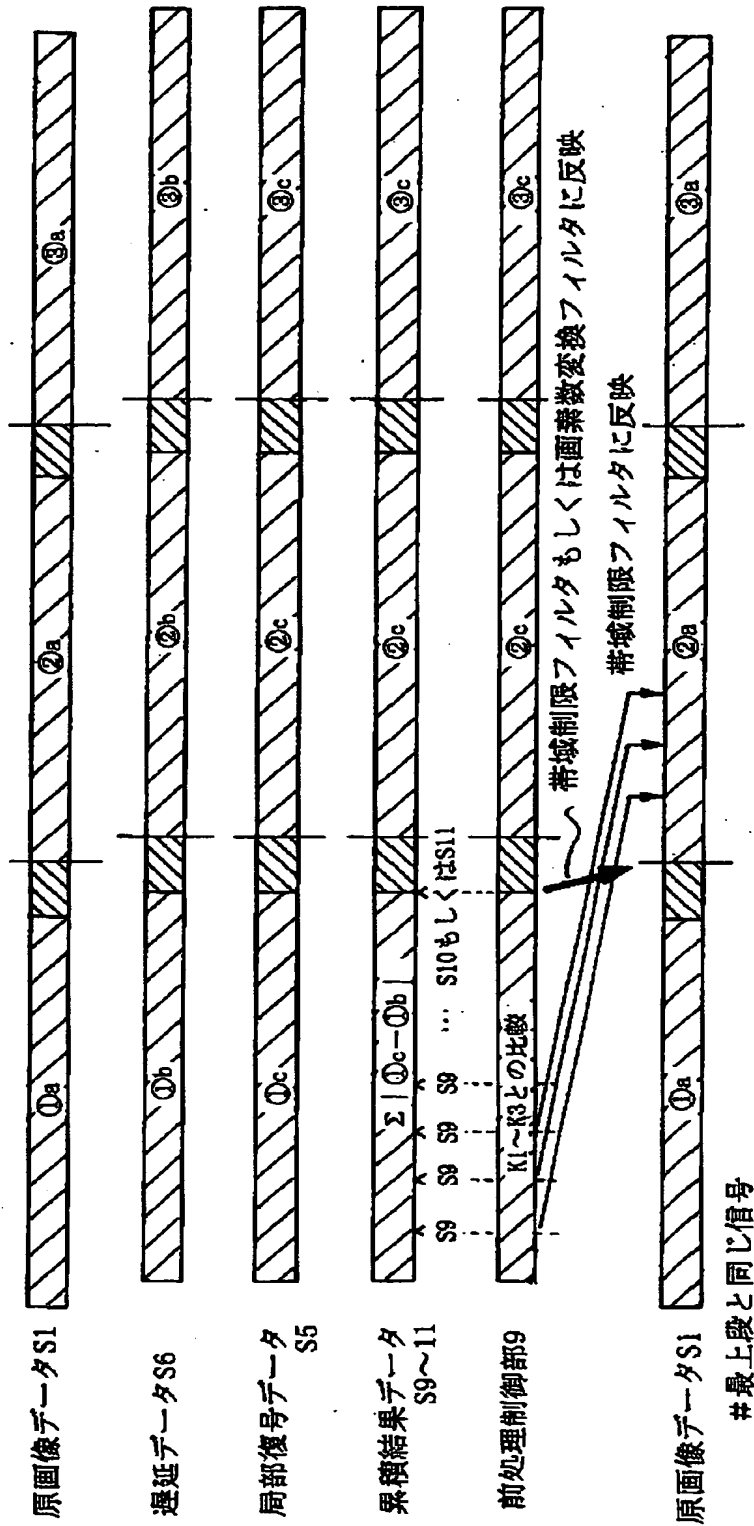 原画像データS1
①a
②a
③a
遅延データS6
①b
②b
③b
局部復号データ
S5
①c
②c
③c
累積結果データ
S9~11
Σ | ①c-①b |
②c
③c
S9
S9
S9
S9
…
S10もしくはS11
前処理制御部9
K1~K3との比較
②c
③c
帯域制限フィルタもしくは画素数変換フィルタに反映
帯域制限フィルタに反映
原画像データS1
①a
②a
③a
#最上段と同じ信号